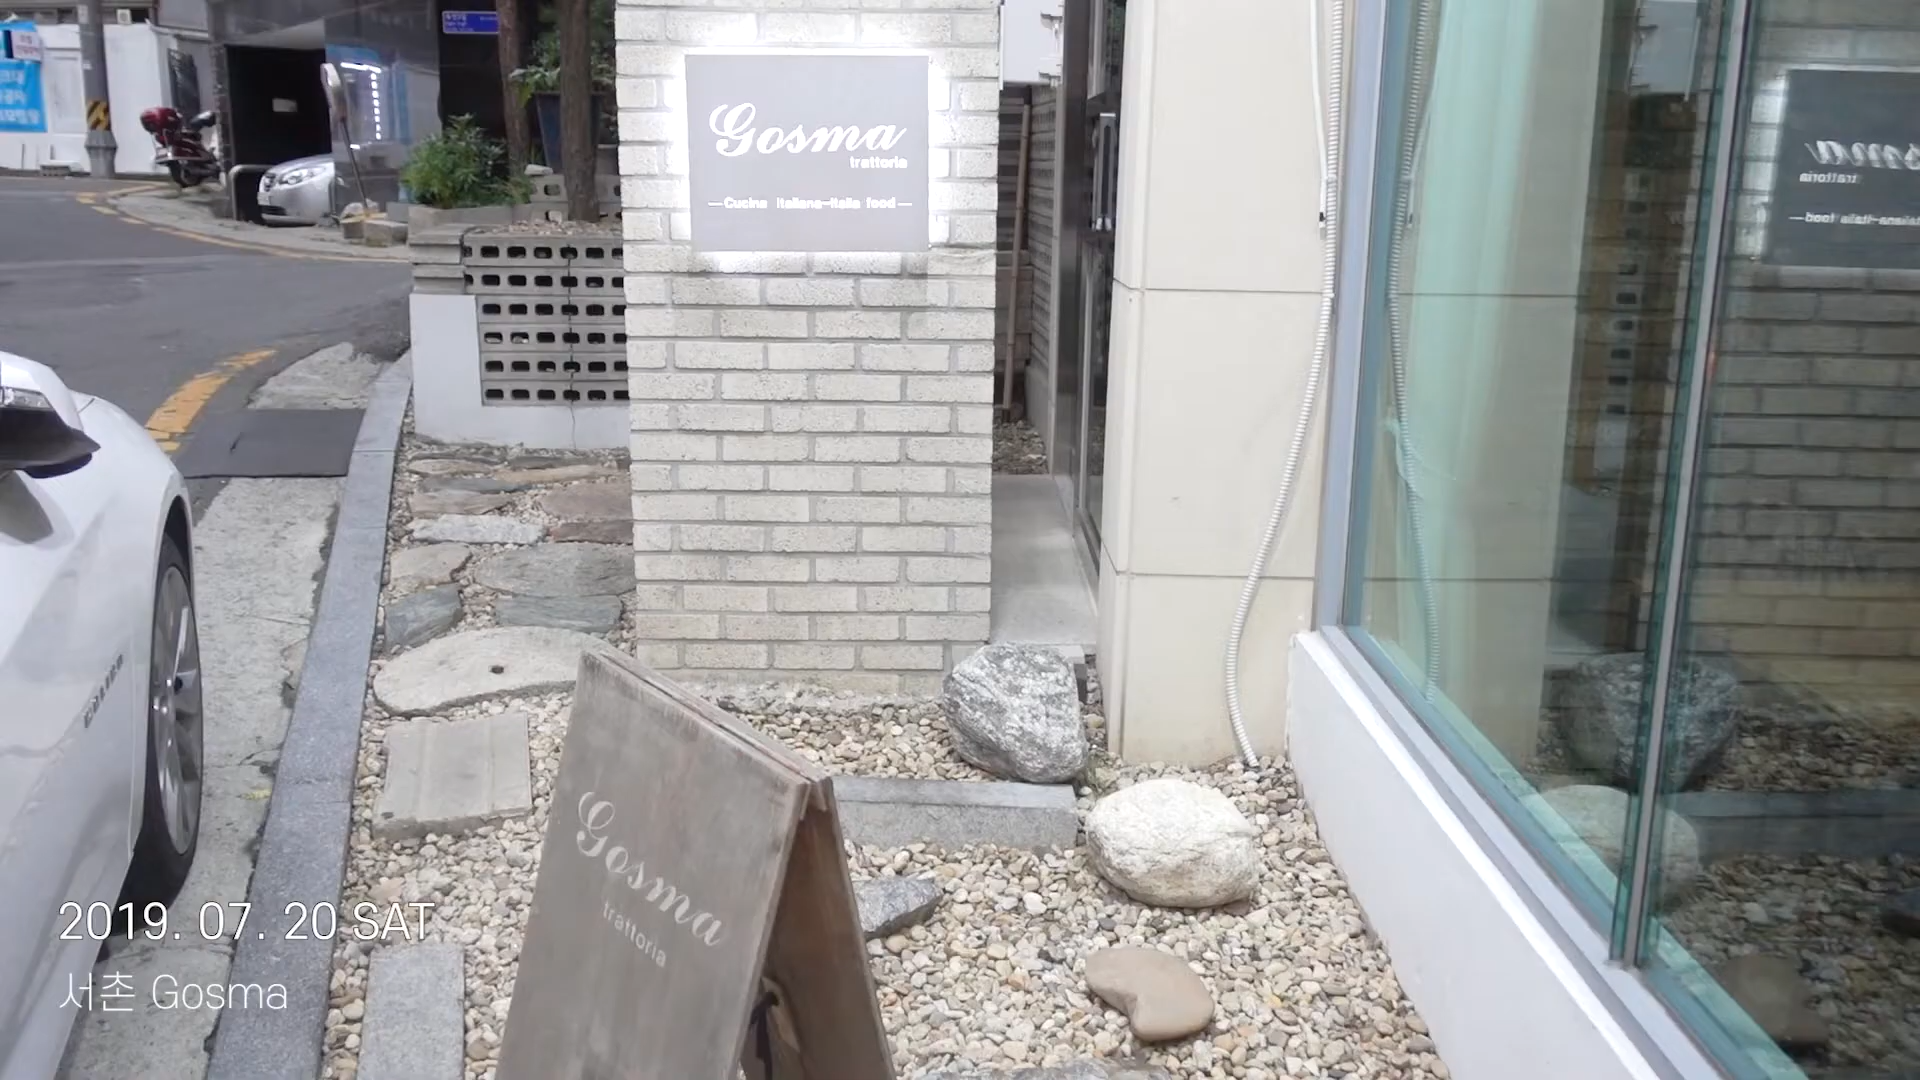 Gosma
trattoria
—Cucina Italiana-Italia food—
Gosma
trattoria
2019. 07. 20 SAT
서촌 Gosma